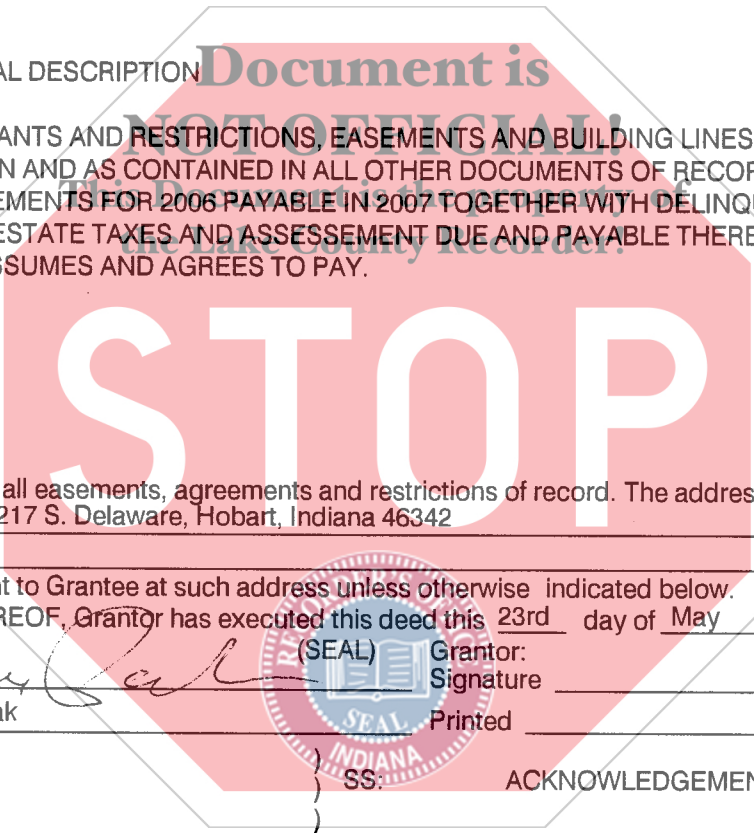 AL DESCRIPTION
Document is
NOT OFFICIAL!
ANTS AND RESTRICTIONS, EASEMENTS AND BUILDING LINES
N AND AS CONTAINED IN ALL OTHER DOCUMENTS OF RECOR
This Document is the property of
EMENTS FOR 2006 PAYABLE IN 2007 TOGETHER WITH DELINQU
the Lake County Recorder!
ESTATE TAXES AND ASSESSEMENT DUE AND PAYABLE THERE
SSUMES AND AGREES TO PAY.
STOP
all easements, agreements and restrictions of record. The addres
217 S. Delaware, Hobart, Indiana 46342
nt to Grantee at such address unless otherwise indicated below.
REOF, Grantor has executed this deed this 23rd day of May
(SEAL) Grantor:
Signature
ak Printed
RECORDER'S OFFICE
SEAL
INDIANA
) SS: ACKNOWLEDGEMEN
)